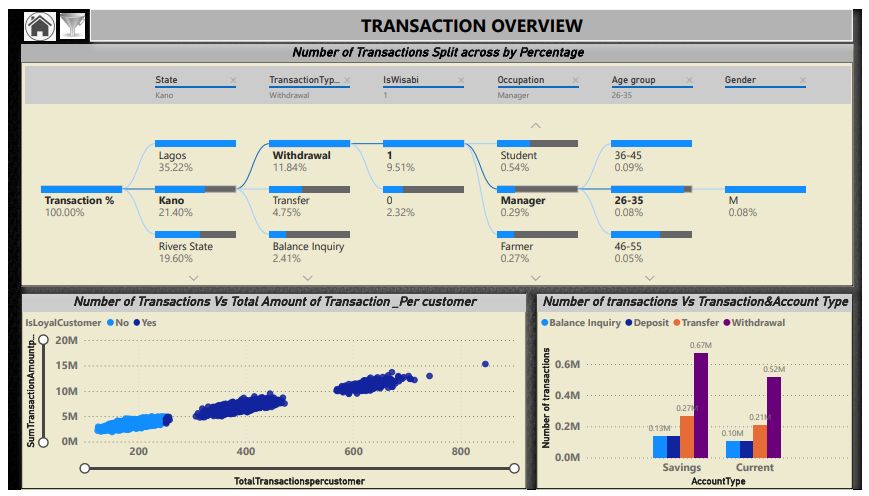 TRANSACTION OVERVIEW
Number of Transactions Split across by Percentage
State × TransactionTyp... × IsWisabi × Occupation × Age group × Gender ×
Kano Withdrawal 1 Manager 26-35
Lagos Withdrawal 1 Student 36-45
35.22% 11.84% 9.51% 0.54% 0.09%
Transaction % Kano Transfer 0 Manager 26-35 M
100.00% 21.40% 4.75% 2.32% 0.29% 0.08% 0.08%
Rivers State Balance Inquiry Farmer 46-55
19.60% 2.41% 0.27% 0.05%
Number of Transactions Vs Total Amount of Transaction _Per customer
IsLoyalCustomer No Yes
SumTransactionAmountp...
20M
15M
10M
5M
0M
200 400 600 800
TotalTransactionspercustomer
Number of transactions Vs Transaction&Account Type
Balance Inquiry Deposit Transfer Withdrawal
Number of transactions
0.6M
0.4M
0.2M
0.0M
0.13M 0.27M 0.67M 0.10M 0.21M 0.52M
Savings Current
AccountType